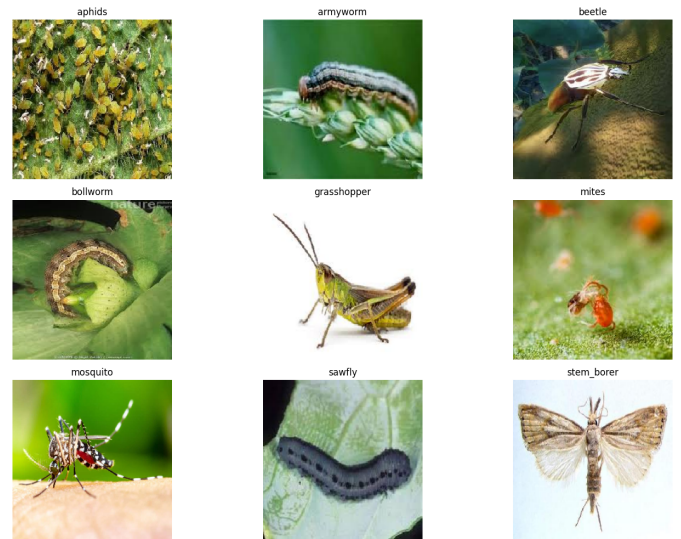 aphids
armyworm
beetle
bollworm
grasshopper
mites
nature
mosquito
sawfly
stem_borer